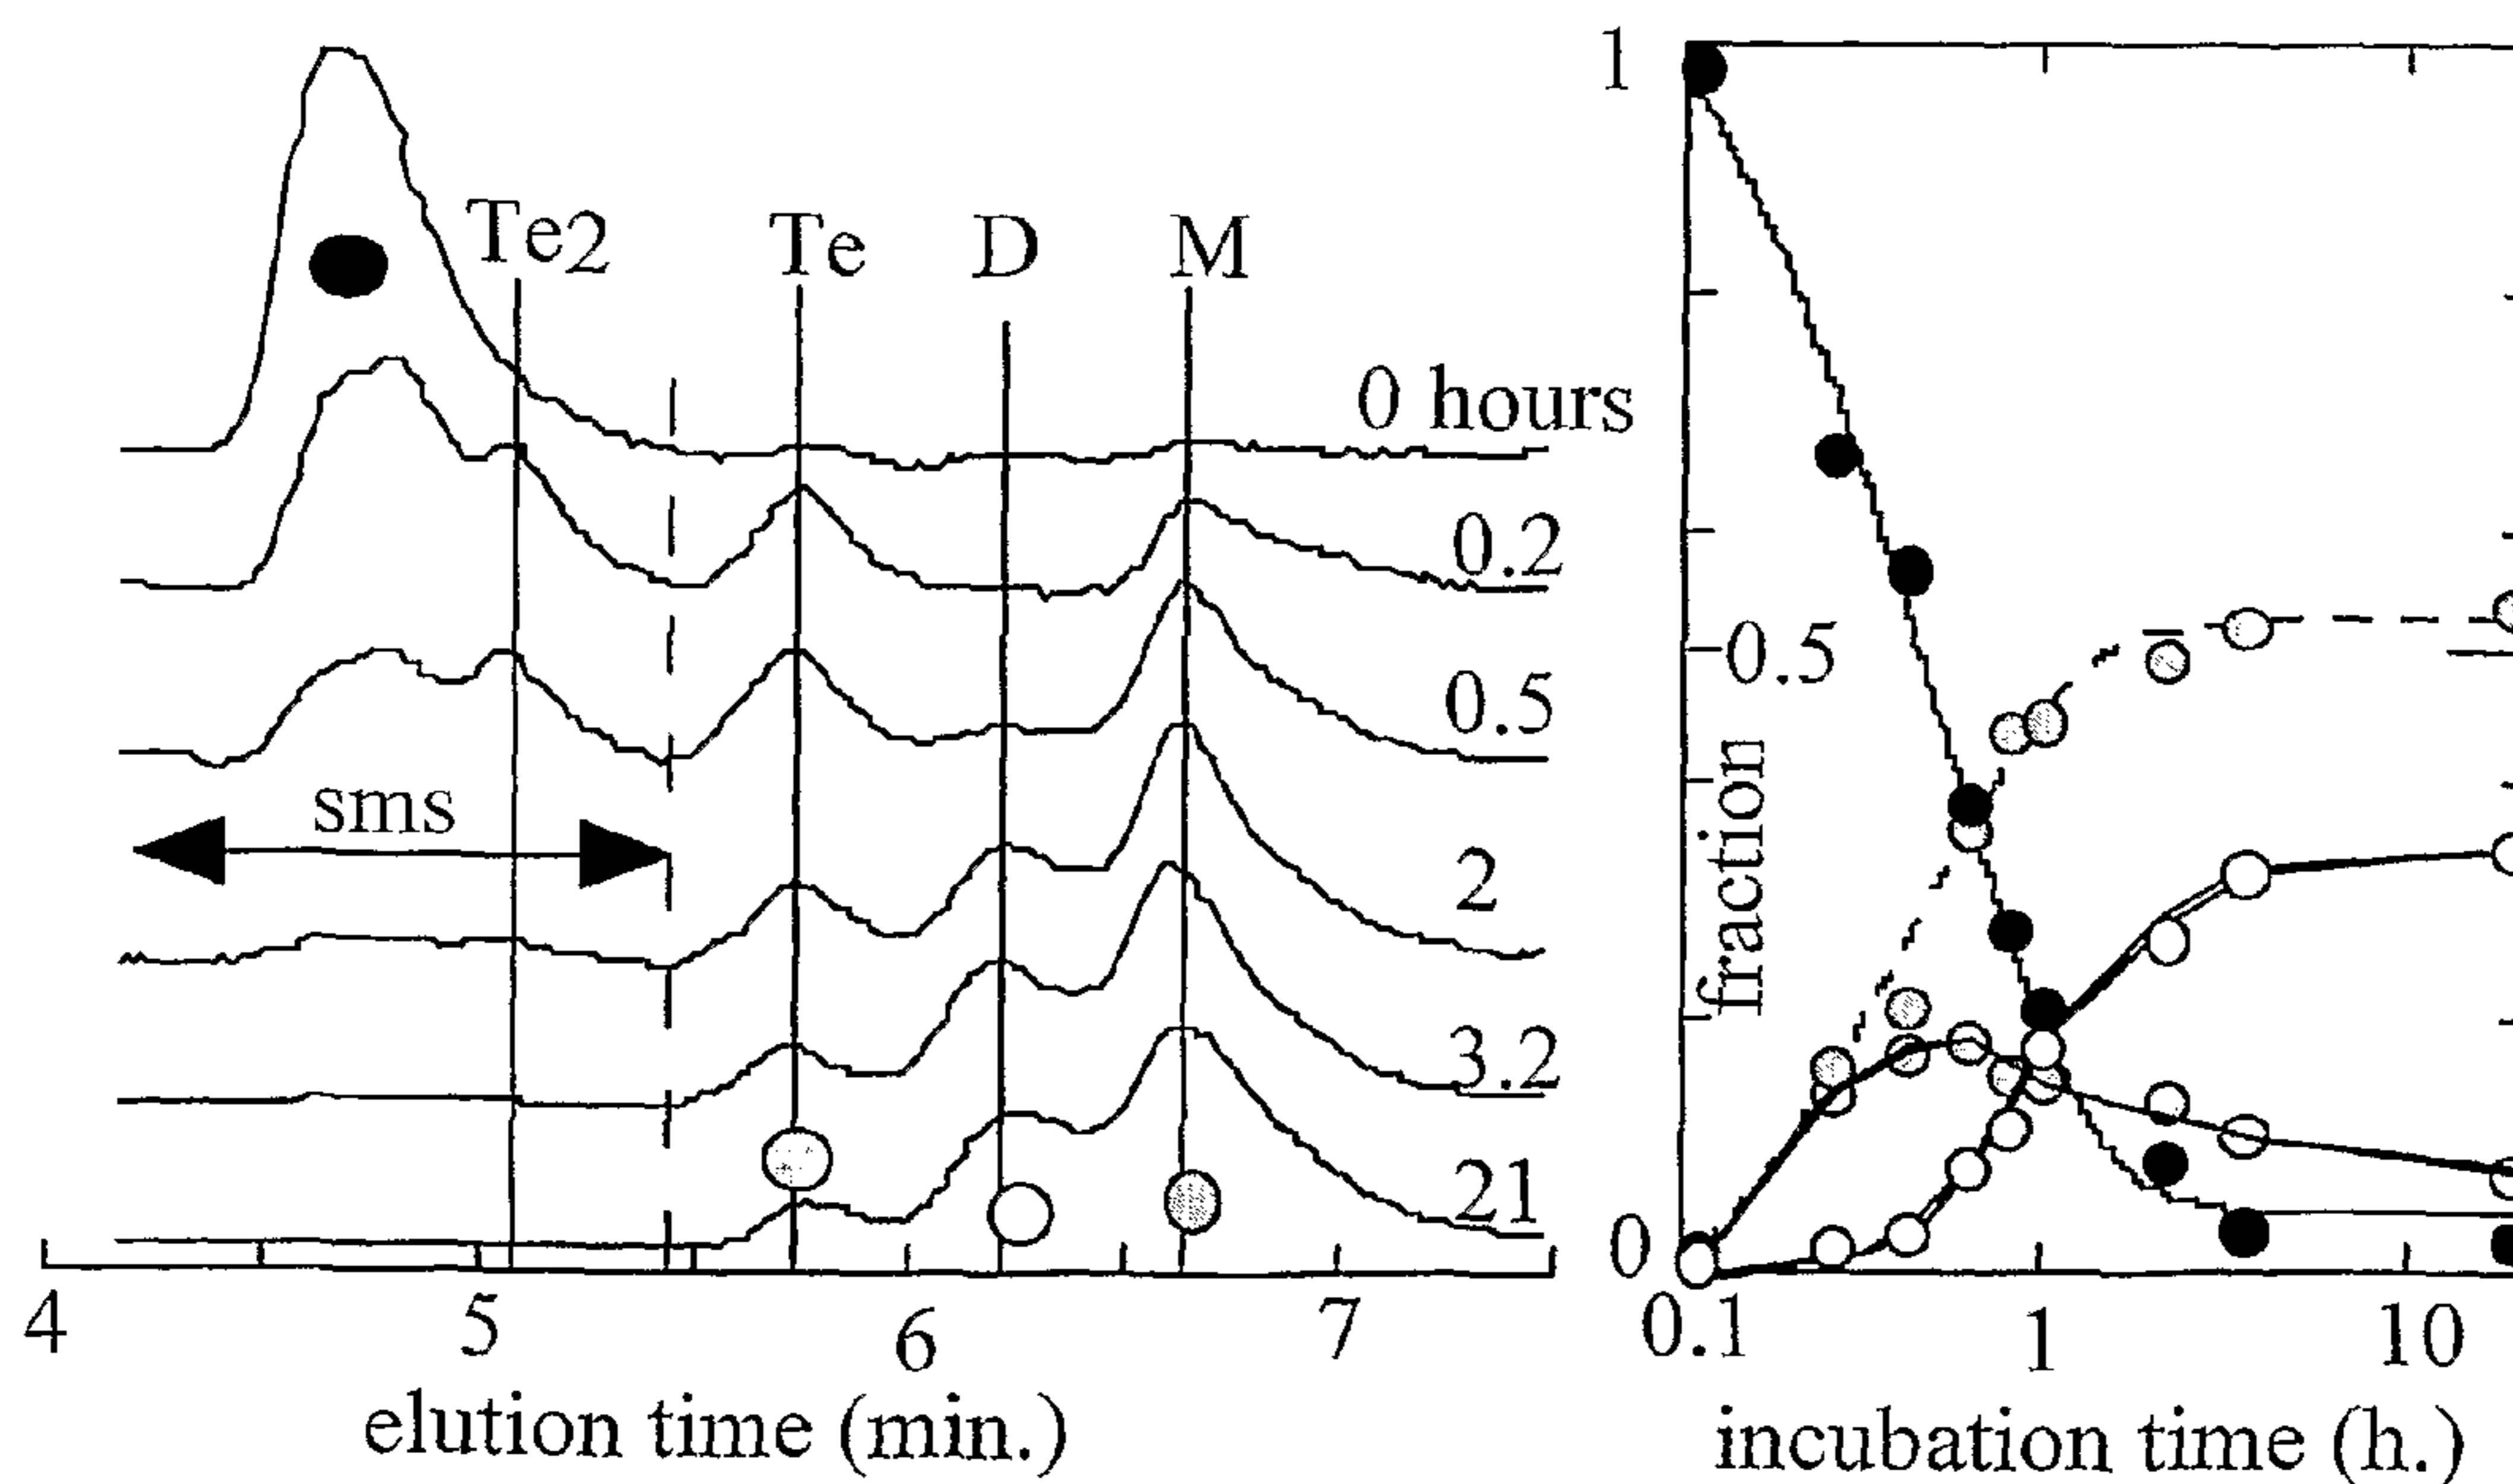 Te2 Te D M
0 hours
0.2
0.5
sms
2
3.2
21
4 5 6 7
elution time (min.)
1
0.5
fraction
0
0.1 1 10
incubation time (h.)